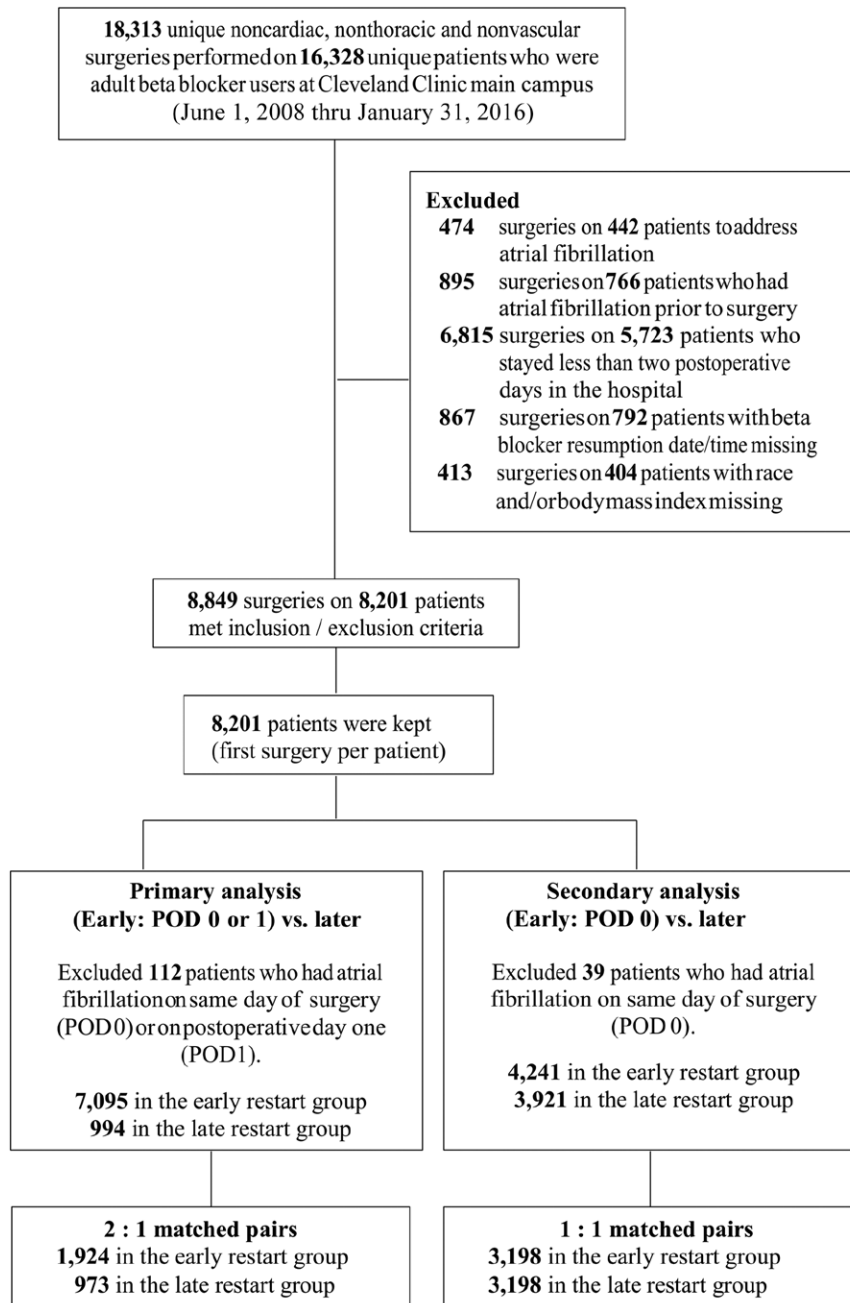 18,313 unique noncardiac, nonthoracic and nonvascular
surgeries performed on 16,328 unique patients who were
adult beta blocker users at Cleveland Clinic main campus
(June 1, 2008 thru January 31, 2016)
Excluded
474 surgeries on 442 patients to address
atrial fibrillation
895 surgeries on 766 patients who had
atrial fibrillation prior to surgery
6,815 surgeries on 5,723 patients who
stayed less than two postoperative
days in the hospital
867 surgeries on 792 patients with beta
blocker resumption date/time missing
413 surgeries on 404 patients with race
and/or body mass index missing
8,849 surgeries on 8,201 patients
met inclusion / exclusion criteria
8,201 patients were kept
(first surgery per patient)
Primary analysis
(Early: POD 0 or 1) vs. later
Excluded 112 patients who had atrial
fibrillation on same day of surgery
(POD 0) or on postoperative day one
(POD1).
7,095 in the early restart group
994 in the late restart group
Secondary analysis
(Early: POD 0) vs. later
Excluded 39 patients who had atrial
fibrillation on same day of surgery
(POD 0).
4,241 in the early restart group
3,921 in the late restart group
2 : 1 matched pairs
1,924 in the early restart group
973 in the late restart group
1 : 1 matched pairs
3,198 in the early restart group
3,198 in the late restart group